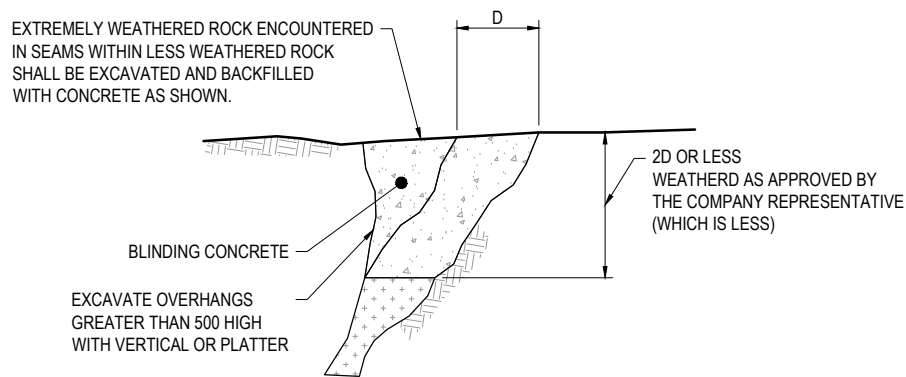 EXTREMELY WEATHERED ROCK ENCOUNTERED
IN SEAMS WITHIN LESS WEATHERED ROCK
SHALL BE EXCAVATED AND BACKFILLED
WITH CONCRETE AS SHOWN.
D
2D OR LESS
WEATHERD AS APPROVED BY
THE COMPANY REPRESENTATIVE
(WHICH IS LESS)
BLINDING CONCRETE
EXCAVATE OVERHANGS
GREATER THAN 500 HIGH
WITH VERTICAL OR PLATTER